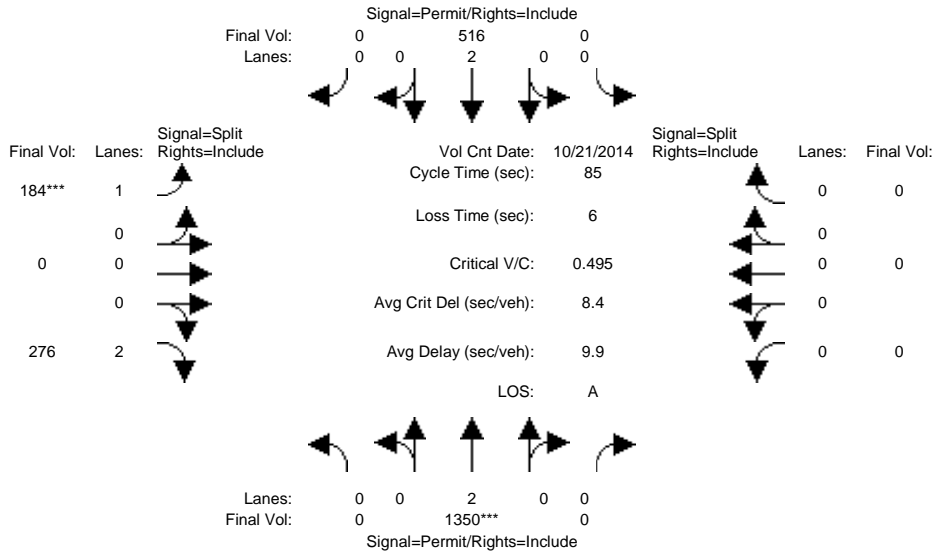 Signal=Permit/Rights=Include
Final Vol: 0 516 0
Lanes: 0 0 2 0 0
Signal=Split Signal=Split
Final Vol: Lanes: Rights=Include Vol Cnt Date: 10/21/2014 Rights=Include Lanes: Final Vol:
Cycle Time (sec): 85
184*** 1 0 0
Loss Time (sec): 6
0 0
0 0 Critical V/C: 0.495 0 0
0 Avg Crit Del (sec/veh): 8.4 0
276 2 Avg Delay (sec/veh): 9.9 0 0
LOS: A
Lanes: 0 0 2 0 0
Final Vol: 0 1350*** 0
Signal=Permit/Rights=Include